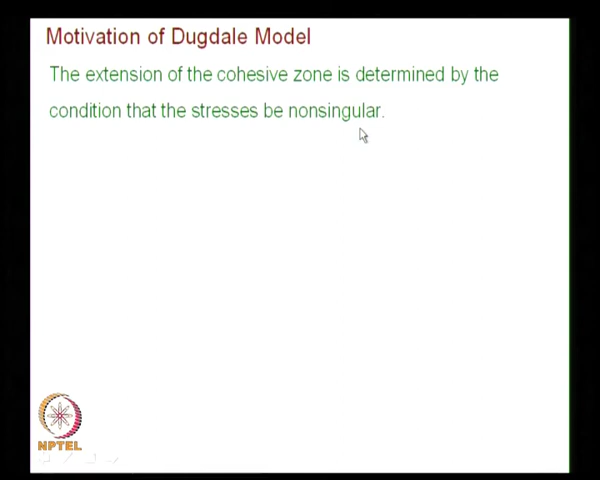 Motivation of Dugdale Model
The extension of the cohesive zone is determined by the
condition that the stresses be nonsingular.
NPTEL